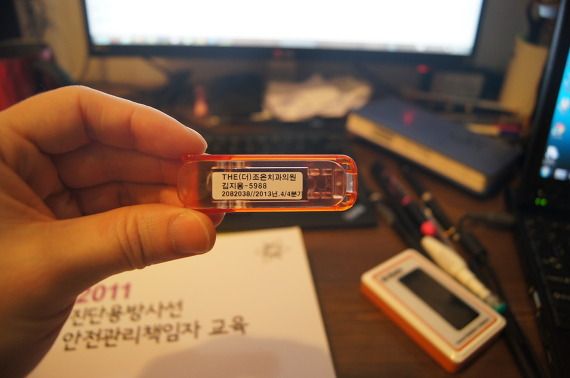 THE(더)조은치과의원
김지웅-5988
2082038//2013년.4/4분기
2011
진단용방사선
안전관리책임자 교육